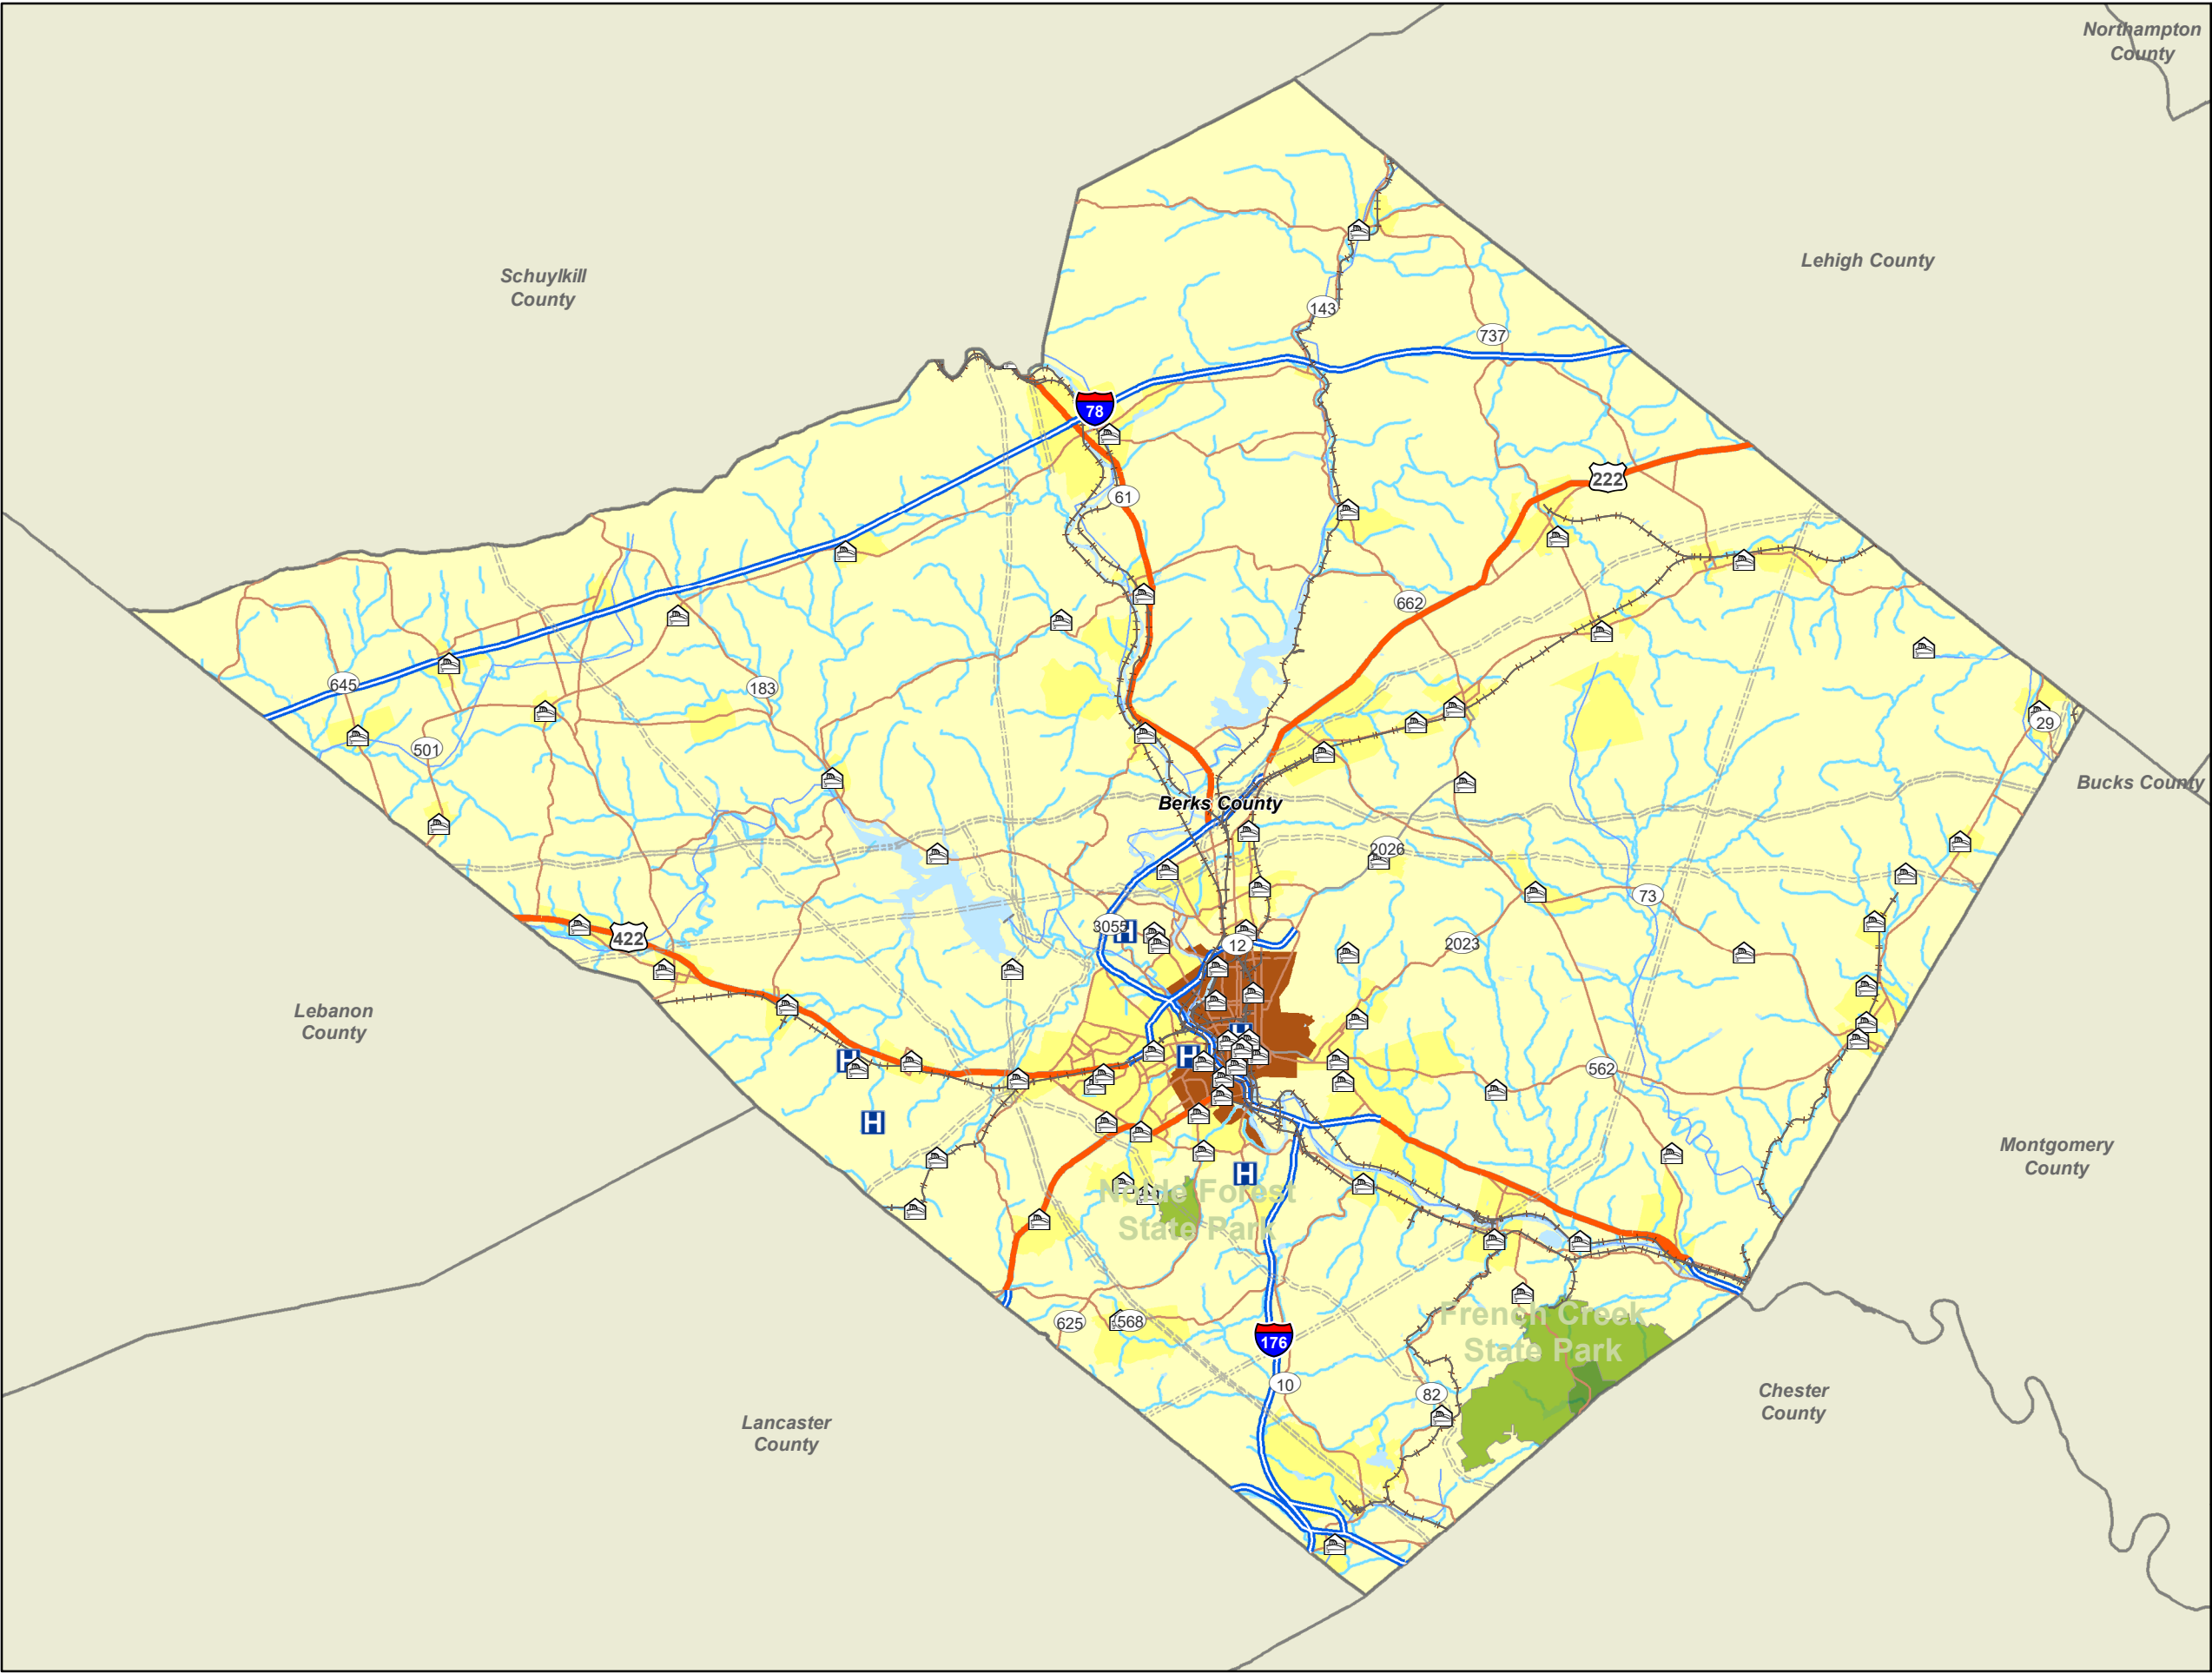 Northampton
County
Lehigh County
Schuylkill
County
143
737
78
222
61
662
645
183
29
501
Bucks County
Berks County
2026
73
3055
H
422
12
2023
Lebanon
County
H
H
H
562
H
Montgomery
County
H
Nolde Forest
State Park
French Creek
State Park
625
568
176
10
82
Chester
County
Lancaster
County